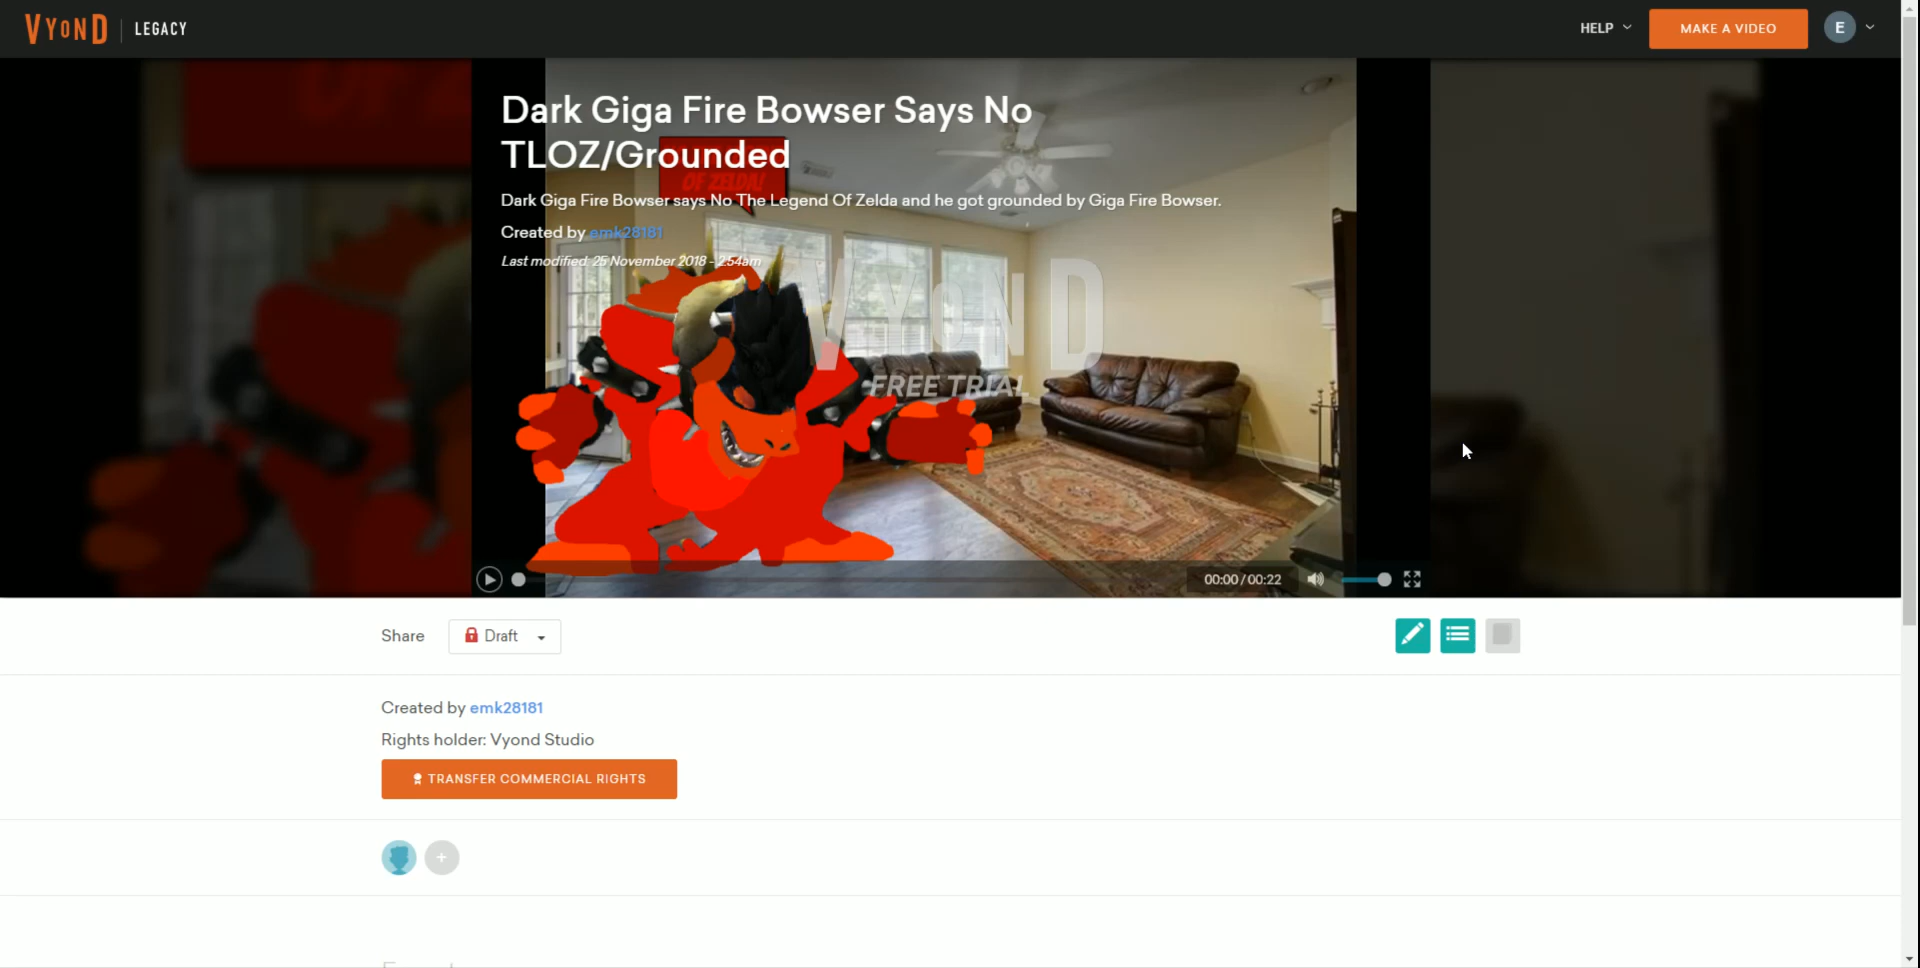 VYOND LEGACY
HELP
MAKE A VIDEO
E
Dark Giga Fire Bowser Says No
TLOZ/Grounded
OF ZELDA!
Dark Giga Fire Bowser says No The Legend Of Zelda and he got grounded by Giga Fire Bowser.
Created by emk28181
Last modified 25 November 2018 - 2:54am
VYOND
FREE TRIAL
00:00/00:22
Share
Draft
Created by emk28181
Rights holder: Vyond Studio
TRANSFER COMMERCIAL RIGHTS
+